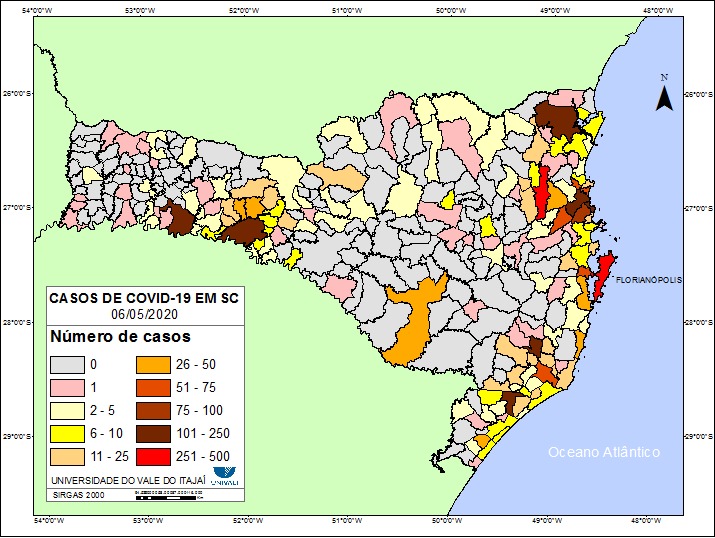 54°0'0"O 53°0'0"O 52°0'0"O 51°0'0"O 50°0'0"O 49°0'0"O 48°0'0"O
26°0'0"S 26°0'0"S
N
27°0'0"S 27°0'0"S
FLORIANÓPOLIS
28°0'0"S 28°0'0"S
29°0'0"S 29°0'0"S
Oceano Atlântico
CASOS DE COVID-19 EM SC
06/05/2020
Número de casos
0 26 - 50
1 51 - 75
2 - 5 75 - 100
6 - 10 101 - 250
11 - 25 251 - 500
UNIVERSIDADE DO VALE DO ITAJAÍ
UNIVALI
SIRGAS 2000
54°0'0"O 53°0'0"O 52°0'0"O 51°0'0"O 50°0'0"O 49°0'0"O 48°0'0"O